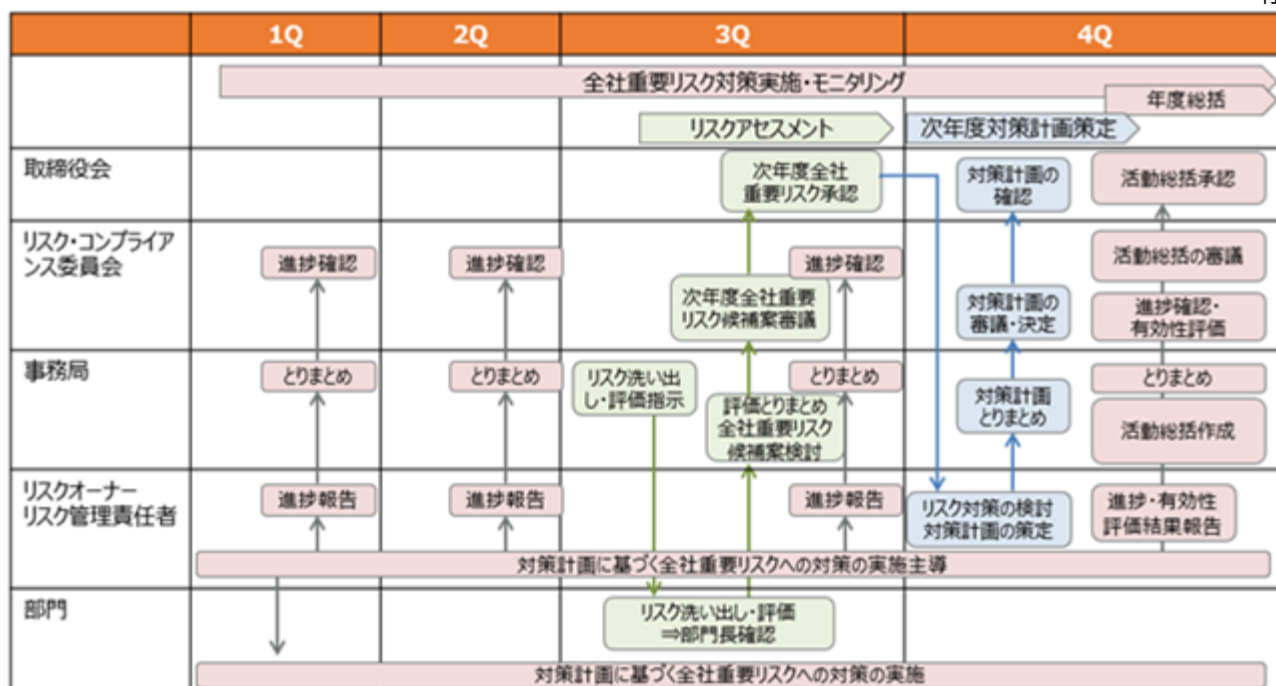 1Q
2Q
3Q
4Q
全社重要リスク対策実施・モニタリング
年度総括
リスクアセスメント
次年度対策計画策定
取締役会
次年度全社
重要リスク承認
対策計画の
確認
活動総括承認
リスク・コンプライア
ンス委員会
進捗確認
進捗確認
次年度全社重要
リスク候補案審議
進捗確認
対策計画の
審議・決定
活動総括の審議
進捗確認・
有効性評価
事務局
とりまとめ
とりまとめ
リスク洗い出
し・評価指示
評価とりまとめ
全社重要リスク
候補案検討
とりまとめ
対策計画
とりまとめ
とりまとめ
活動総括作成
リスクオーナー
リスク管理責任者
進捗報告
進捗報告
進捗報告
リスク対策の検討
対策計画の策定
進捗・有効性
評価結果報告
対策計画に基づく全社重要リスクへの対策の実施主導
部門
リスク洗い出し・評価
⇒部門長確認
対策計画に基づく全社重要リスクへの対策の実施